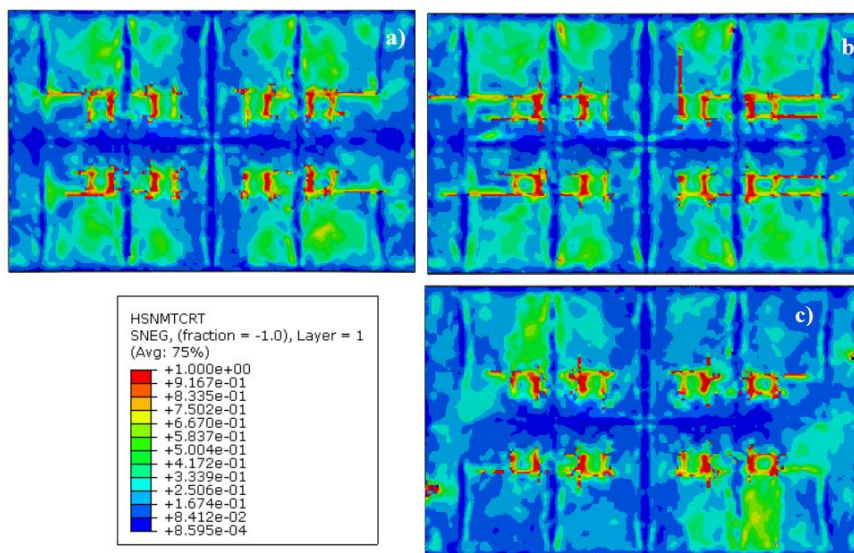 a)
b
HSNMTCRT
SNEG, (fraction = -1.0), Layer = 1
(Avg: 75%)
+1.000e+00
+9.167e-01
+8.335e-01
+7.502e-01
+6.670e-01
+5.837e-01
+5.004e-01
+4.172e-01
+3.339e-01
+2.506e-01
+1.674e-01
+8.412e-02
+8.595e-04
c)